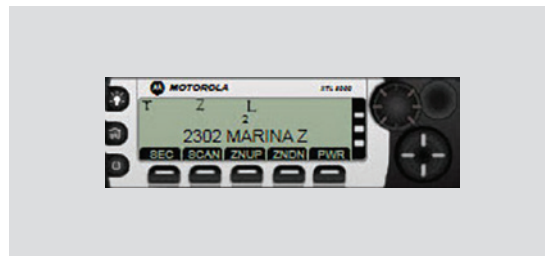 MOTOROLA XTL 5000
T Z L
2
2302 MARINA Z
SEC SCAN ZNUP ZNDN PWR